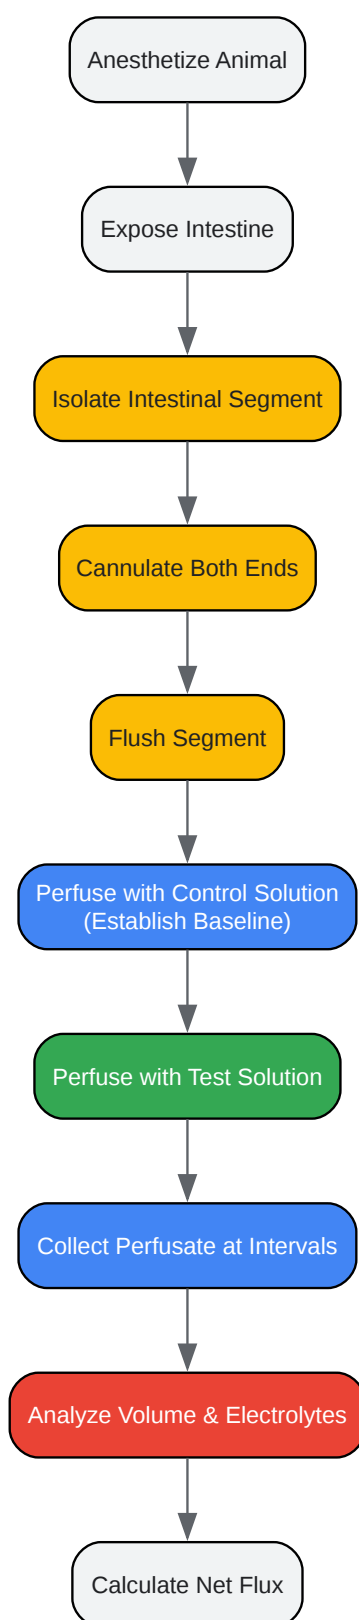 Anesthetize Animal
Expose Intestine
Isolate Intestinal Segment
Cannulate Both Ends
Flush Segment
Perfuse with Control Solution
(Establish Baseline)
Perfuse with Test Solution
Collect Perfusate at Intervals
Analyze Volume & Electrolytes
Calculate Net Flux